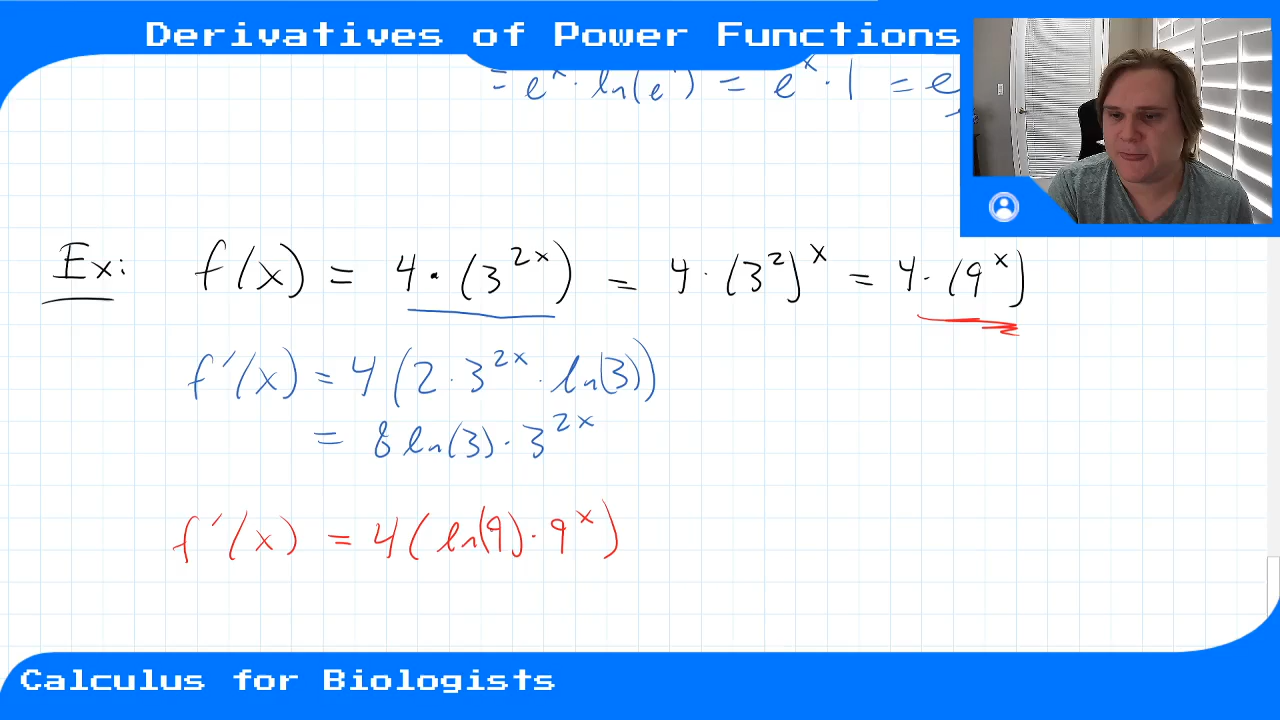 Derivatives of Power Functions
= e^x · ln(e) = e^x · 1 = e
Ex: f(x) = 4 · (3^{2x}) = 4 · (3^2)^x = 4 · (9^x)
f'(x) = 4(2 · 3^{2x} · ln(3))
= 8 ln(3) · 3^{2x}
f'(x) = 4(ln(9) · 9^x)
Calculus for Biologists